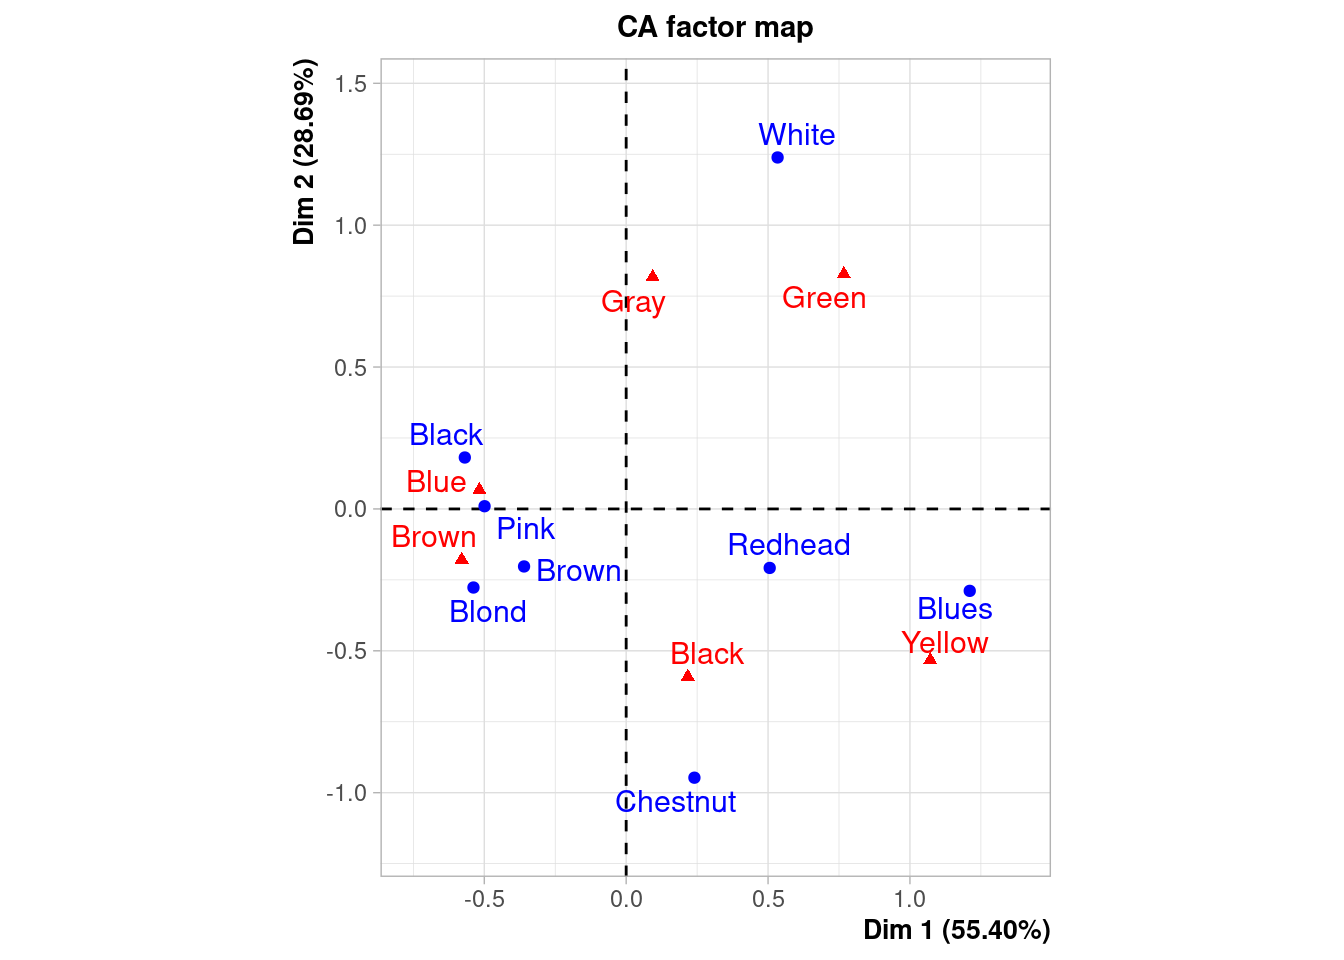 CA factor map
Dim 2 (28.69%)
1.5
White
1.0
Gray
Green
0.5
Black
Blue
0.0
Pink
Brown
Redhead
Brown
Blond
Blues
Yellow
-0.5
Black
-1.0
Chestnut
-0.5 0.0 0.5 1.0
Dim 1 (55.40%)